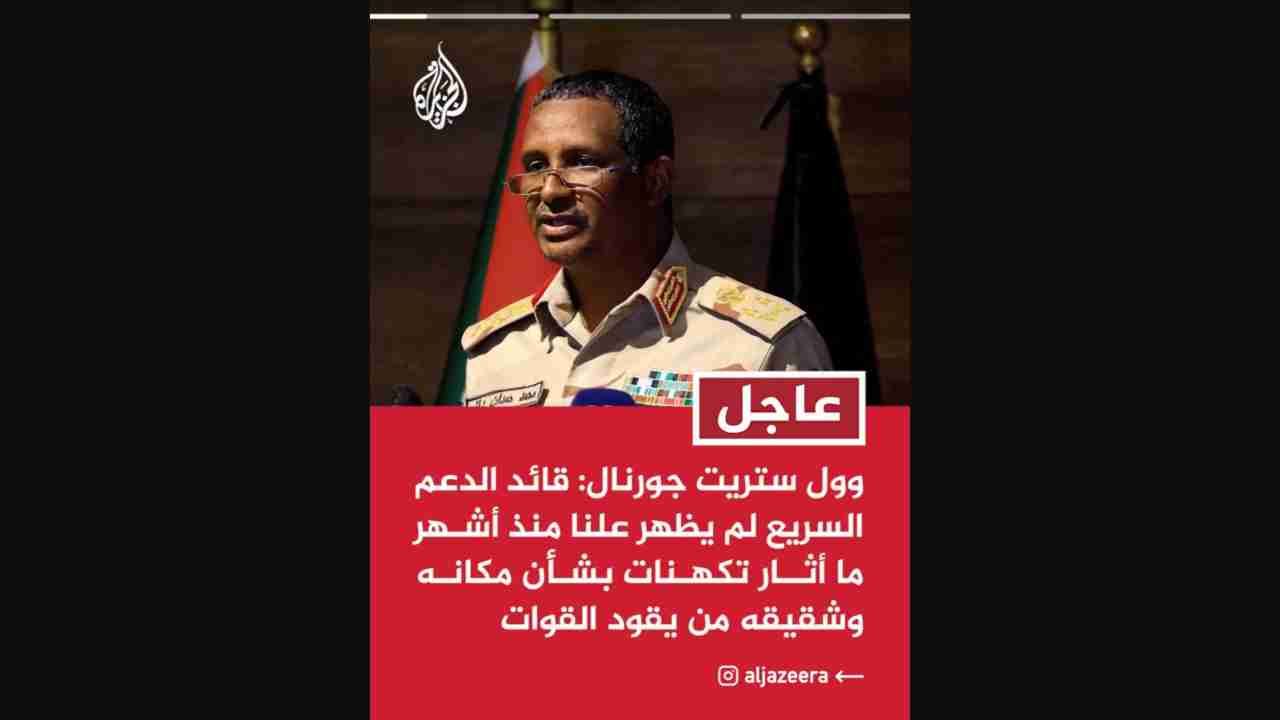 الجزيرة
عاجل
وول ستريت جورنال: قائد الدعم
السريع لم يظهر علنا منذ أشهر
ما أثار تكهنات بشأن مكانه
وشقيقه من يقود القوات
aljazeera